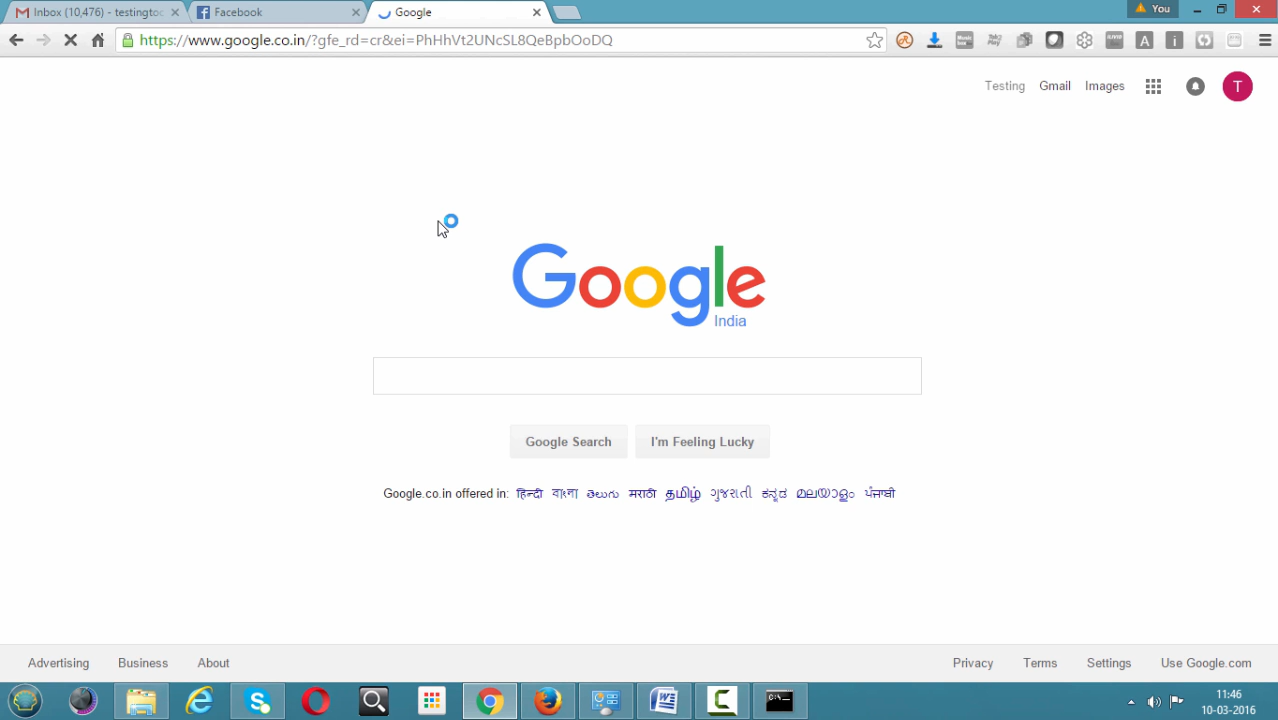 Inbox (10,476) - testingtoc
Facebook
Google
You
https://www.google.co.in/?gfe_rd=cr&ei=PhHhVt2UNcSL8QeBpbOoDQ
Testing Gmail Images T
Google
India
Google Search I'm Feeling Lucky
Google.co.in offered in: हिन्दी বাংলা తెలుగు मराठी தமிழ் ગુજરાતી ಕನ್ನಡ മലയാളം ਪੰਜਾਬੀ
Advertising Business About Privacy Terms Settings Use Google.com
11:46
10-03-2016